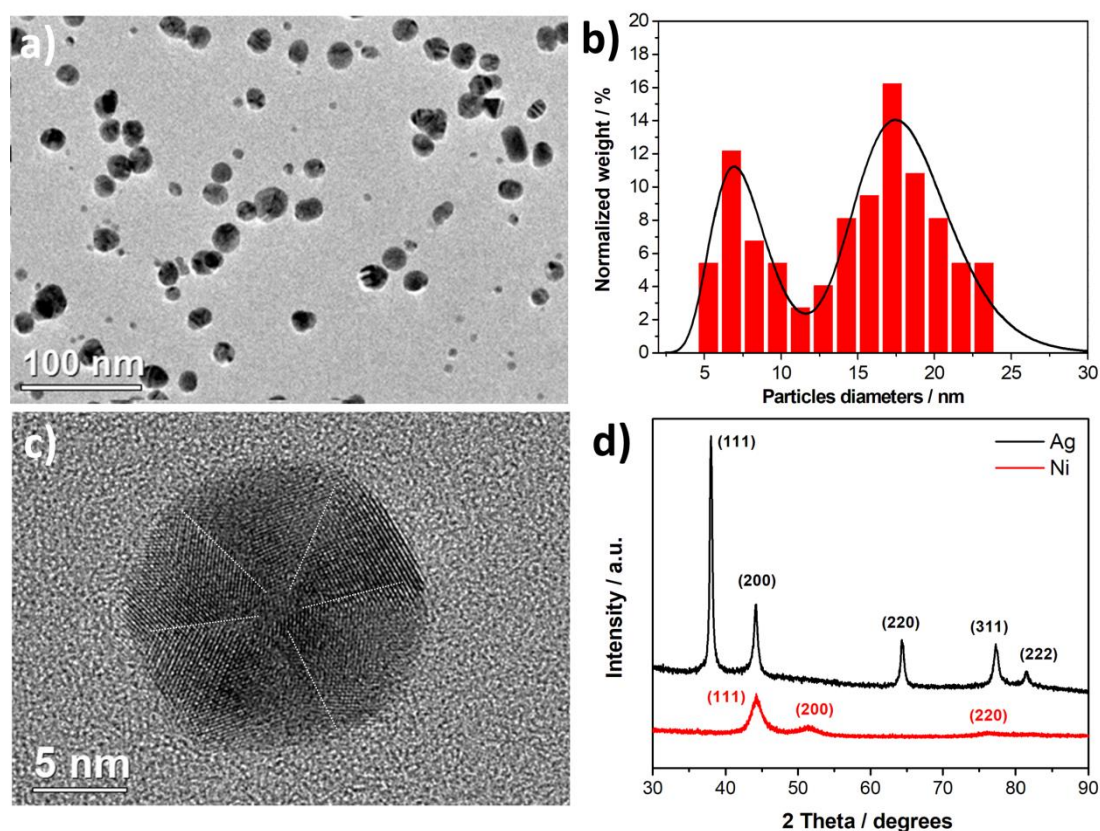 a)
100 nm
b)
Normalized weight / %
20
18
16
14
12
10
8
6
4
2
0
5 10 15 20 25 30
Particles diameters / nm
c)
5 nm
d)
Ag
Ni
Intensity / a.u.
(111)
(200)
(220)
(311)
(222)
(111)
(200)
(220)
30 40 50 60 70 80 90
2 Theta / degrees